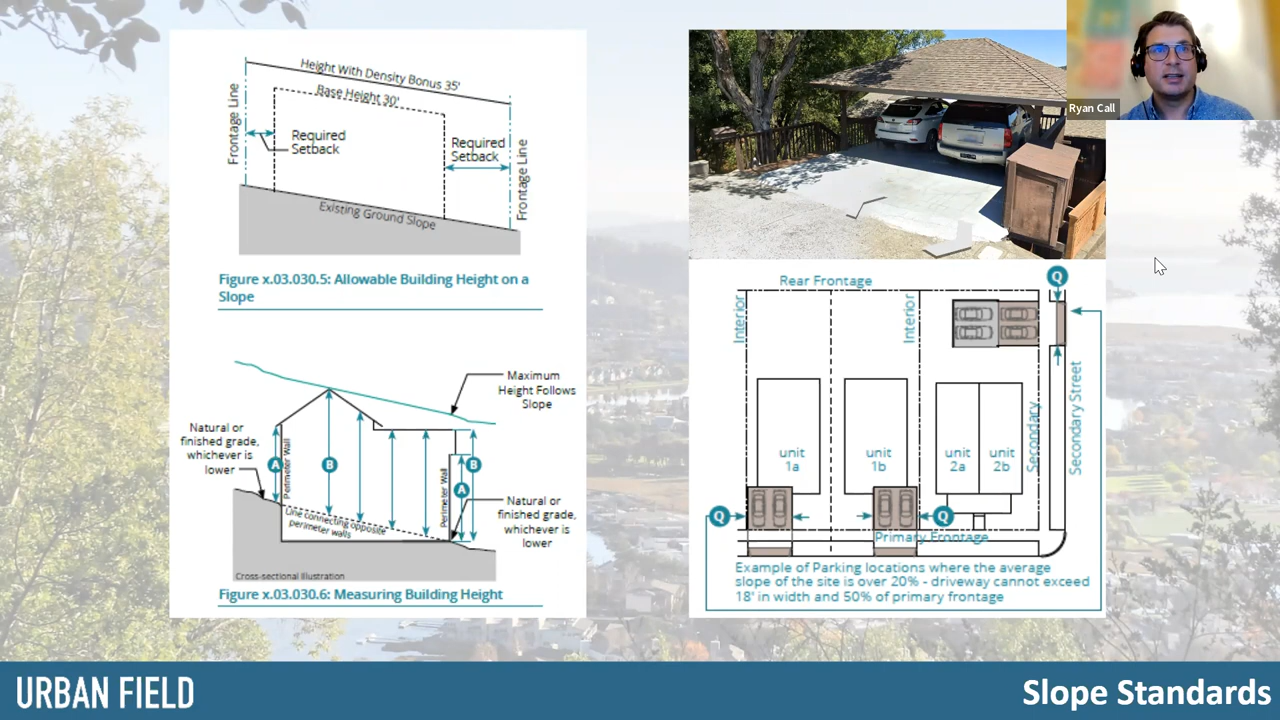 Height With Density Bonus 35'
Base Height 30'
Frontage Line
Required
Setback
Required
Setback
Frontage Line
Existing Ground Slope
Figure x.03.030.5: Allowable Building Height on a
Slope
Maximum
Height Follows
Slope
Natural or
finished grade,
whichever is
lower
A
Perimeter Wall
B
Perimeter Wall
A
B
Line connecting opposite
perimeter walls
Natural or
finished grade,
whichever is
lower
Cross-sectional Illustration
Figure x.03.030.6: Measuring Building Height
Ryan Call
Rear Frontage
Q
Interior
Interior
Secondary
Secondary Street
unit
1a
unit
1b
unit
2a
unit
2b
Q
Q
Primary Frontage
Example of Parking locations where the average
slope of the site is over 20% - driveway cannot exceed
18' in width and 50% of primary frontage
URBAN FIELD
Slope Standards